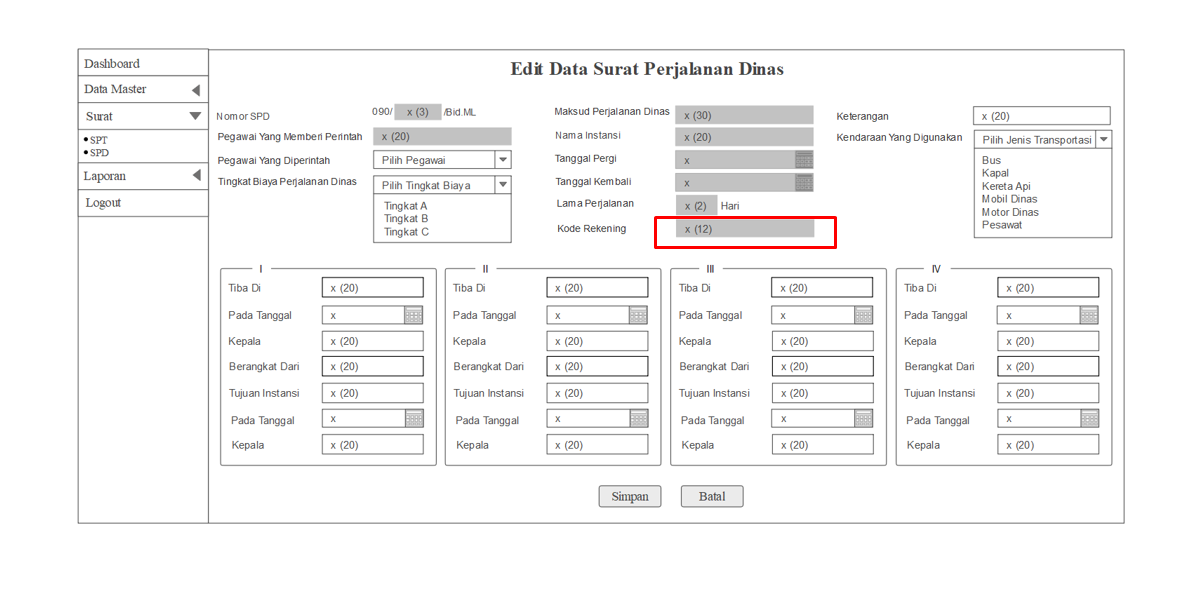 Edit Data Surat Perjalanan Dinas
Dashboard
Data Master
Surat
SPT
SPD
Laporan
Logout
Nomor SPD 090/ x (3) /Bid.ML
Pegawai Yang Memberi Perintah x (20)
Pegawai Yang Diperintah Pilih Pegawai
Tingkat Biaya Perjalanan Dinas Pilih Tingkat Biaya
Tingkat A
Tingkat B
Tingkat C
Maksud Perjalanan Dinas x (30)
Nama Instansi x (20)
Tanggal Pergi x
Tanggal Kembali x
Lama Perjalanan x (2) Hari
Kode Rekening x (12)
Keterangan x (20)
Kendaraan Yang Digunakan Pilih Jenis Transportasi
Bus
Kapal
Kereta Api
Mobil Dinas
Motor Dinas
Pesawat
I
Tiba Di x (20)
Pada Tanggal x
Kepala x (20)
Berangkat Dari x (20)
Tujuan Instansi x (20)
Pada Tanggal x
Kepala x (20)
II
Tiba Di x (20)
Pada Tanggal x
Kepala x (20)
Berangkat Dari x (20)
Tujuan Instansi x (20)
Pada Tanggal x
Kepala x (20)
III
Tiba Di x (20)
Pada Tanggal x
Kepala x (20)
Berangkat Dari x (20)
Tujuan Instansi x (20)
Pada Tanggal x
Kepala x (20)
IV
Tiba Di x (20)
Pada Tanggal x
Kepala x (20)
Berangkat Dari x (20)
Tujuan Instansi x (20)
Pada Tanggal x
Kepala x (20)
Simpan Batal